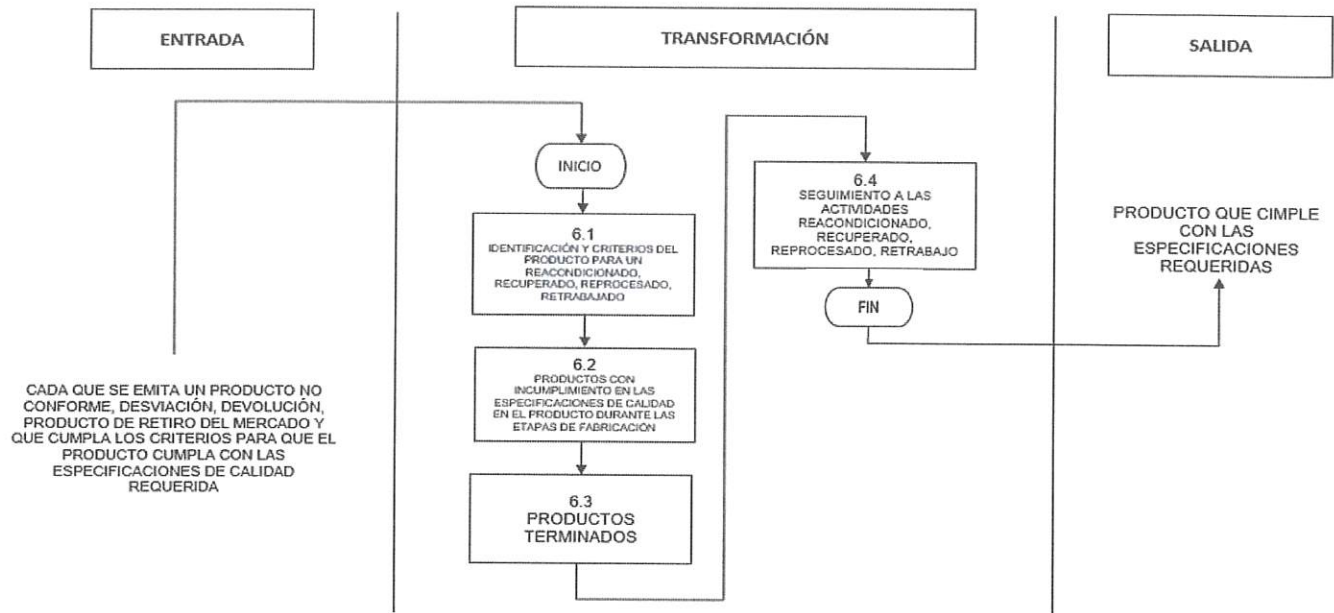 ENTRADA
TRANSFORMACIÓN
SALIDA
CADA QUE SE EMITA UN PRODUCTO NO
CONFORME, DESVIACIÓN, DEVOLUCIÓN,
PRODUCTO DE RETIRO DEL MERCADO Y
QUE CUMPLA LOS CRITERIOS PARA QUE EL
PRODUCTO CUMPLA CON LAS
ESPECIFICACIONES DE CALIDAD
REQUERIDA
INICIO
6.1
IDENTIFICACIÓN Y CRITERIOS DEL
PRODUCTO PARA UN
REACONDICIONADO,
RECUPERADO, REPROCESADO,
RETRABAJADO
6.2
PRODUCTOS CON
INCUMPLIMIENTO EN LAS
ESPECIFICACIONES DE CALIDAD
EN EL PRODUCTO DURANTE LAS
ETAPAS DE FABRICACIÓN
6.3
PRODUCTOS
TERMINADOS
6.4
SEGUIMIENTO A LAS
ACTIVIDADES
REACONDICIONADO,
RECUPERADO,
REPROCESADO, RETRABAJO
FIN
PRODUCTO QUE CIMPLE
CON LAS
ESPECIFICACIONES
REQUERIDAS